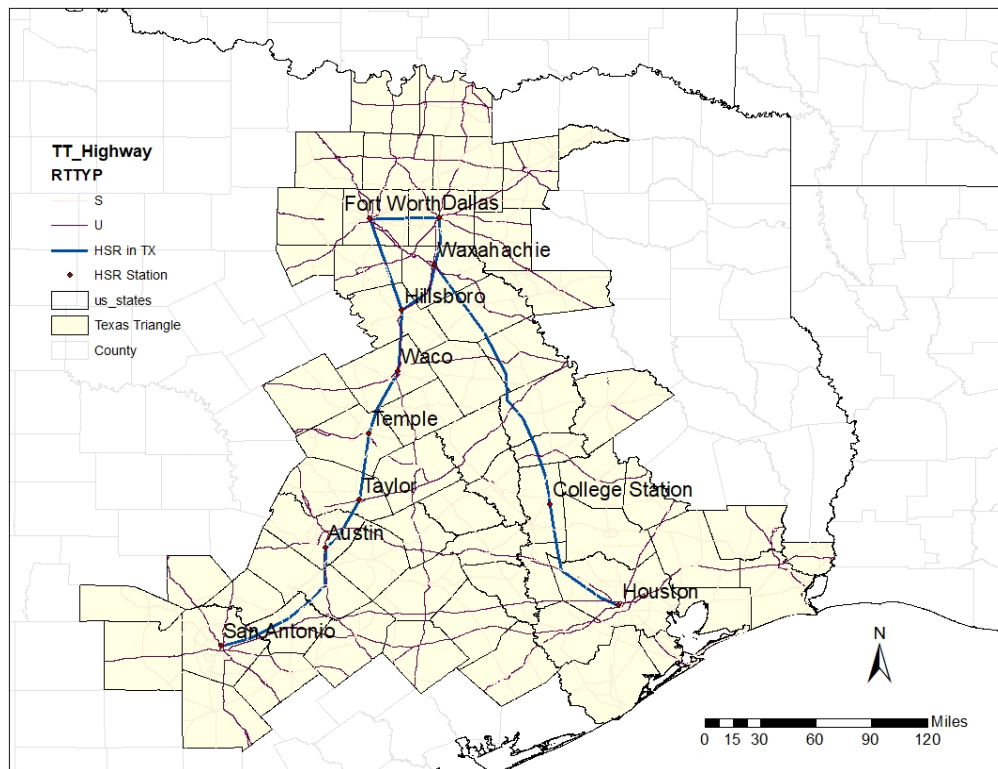 TT_Highway
RTTYP
S
U
HSR in TX
HSR Station
us_states
Texas Triangle
County
Fort Worth
Dallas
Waxahachie
Hillsboro
Waco
Temple
Taylor
College Station
Austin
Houston
San Antonio
N
Miles
0 15 30 60 90 120